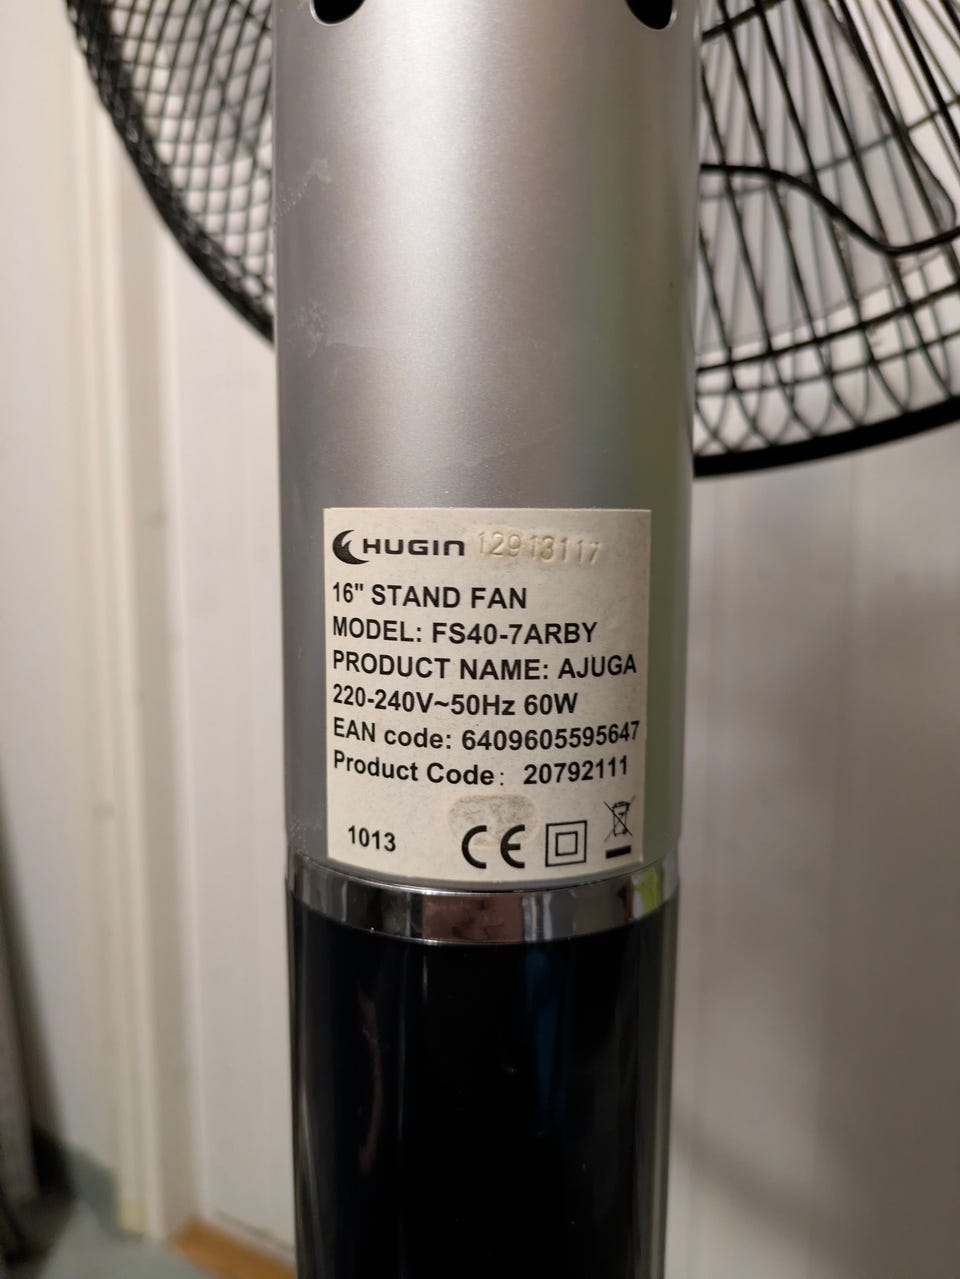 HUGIN 12913117
16" STAND FAN
MODEL: FS40-7ARBY
PRODUCT NAME: AJUGA
220-240V~50Hz 60W
EAN code: 6409605595647
Product Code: 20792111
1013 CE